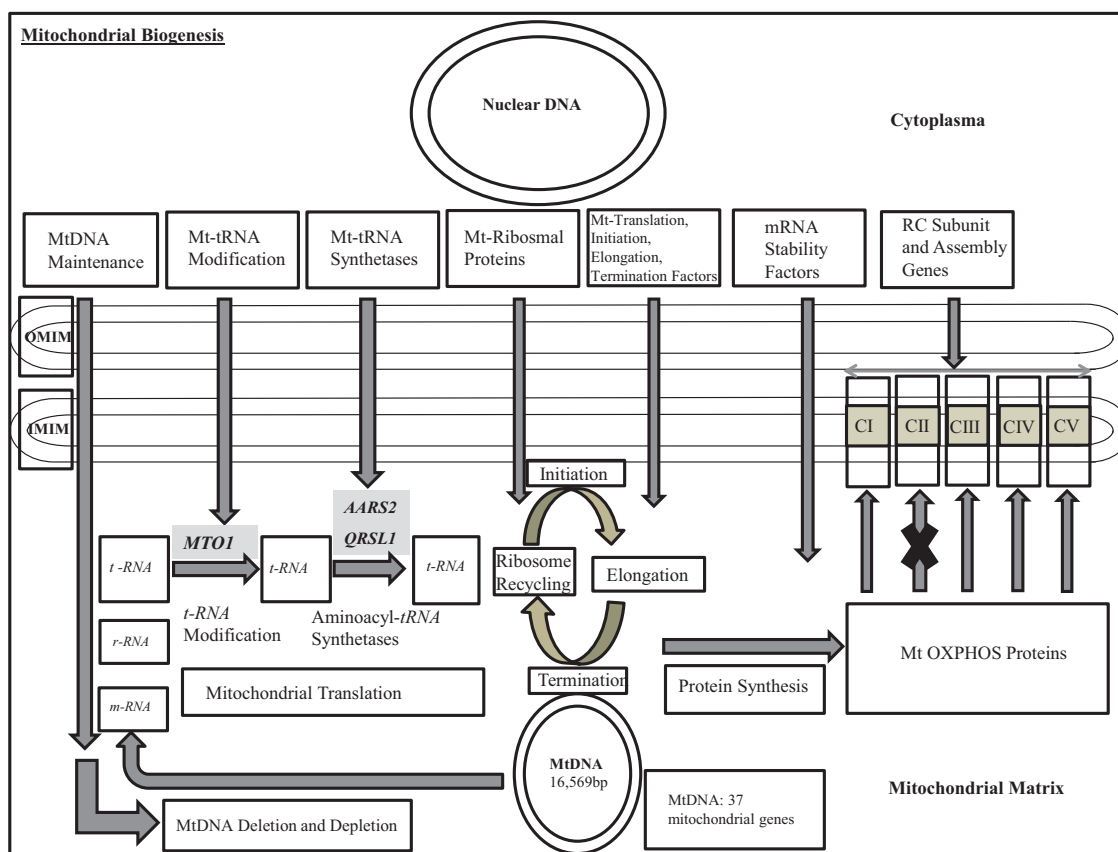 Mitochondrial Biogenesis
Nuclear DNA
Cytoplasma
MtDNA
Maintenance
Mt-tRNA
Modification
Mt-tRNA
Synthetases
Mt-Ribosmal
Proteins
Mt-Translation,
Initiation,
Elongation,
Termination Factors
mRNA
Stability
Factors
RC Subunit
and Assembly
Genes
OMIM
IMIM
CI
CII
CIII
CIV
CV
Initiation
AARS2
QRSL1
MTO1
t -RNA
t-RNA
t-RNA
Ribosome
Recycling
Elongation
t-RNA
Modification
Aminoacyl-tRNA
Synthetases
r-RNA
Mt OXPHOS Proteins
Mitochondrial Translation
Termination
Protein Synthesis
m-RNA
MtDNA
16,569bp
Mitochondrial Matrix
MtDNA: 37
mitochondrial genes
MtDNA Deletion and Depletion